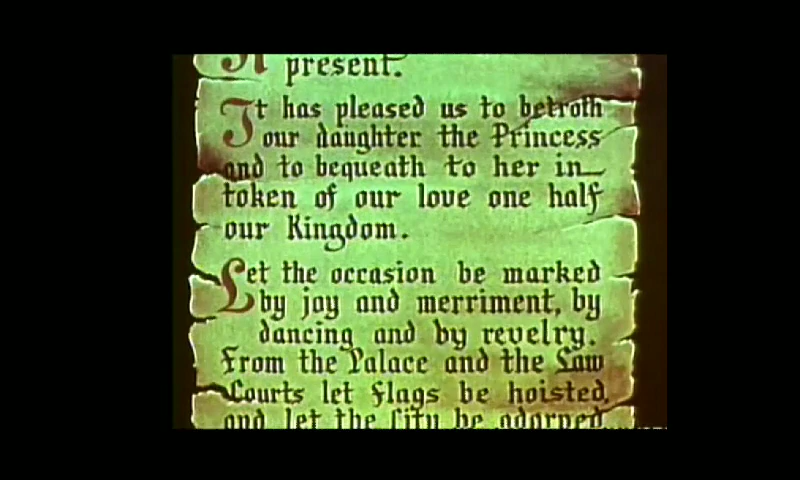 present.
It has pleased us to betroth
our daughter the Princess
and to bequeath to her in
token of our love one half
our Kingdom.
Let the occasion be marked
by joy and merriment, by
dancing and by revelry.
From the Palace and the Law
Courts let flags be hoisted,
and let the City be adorned